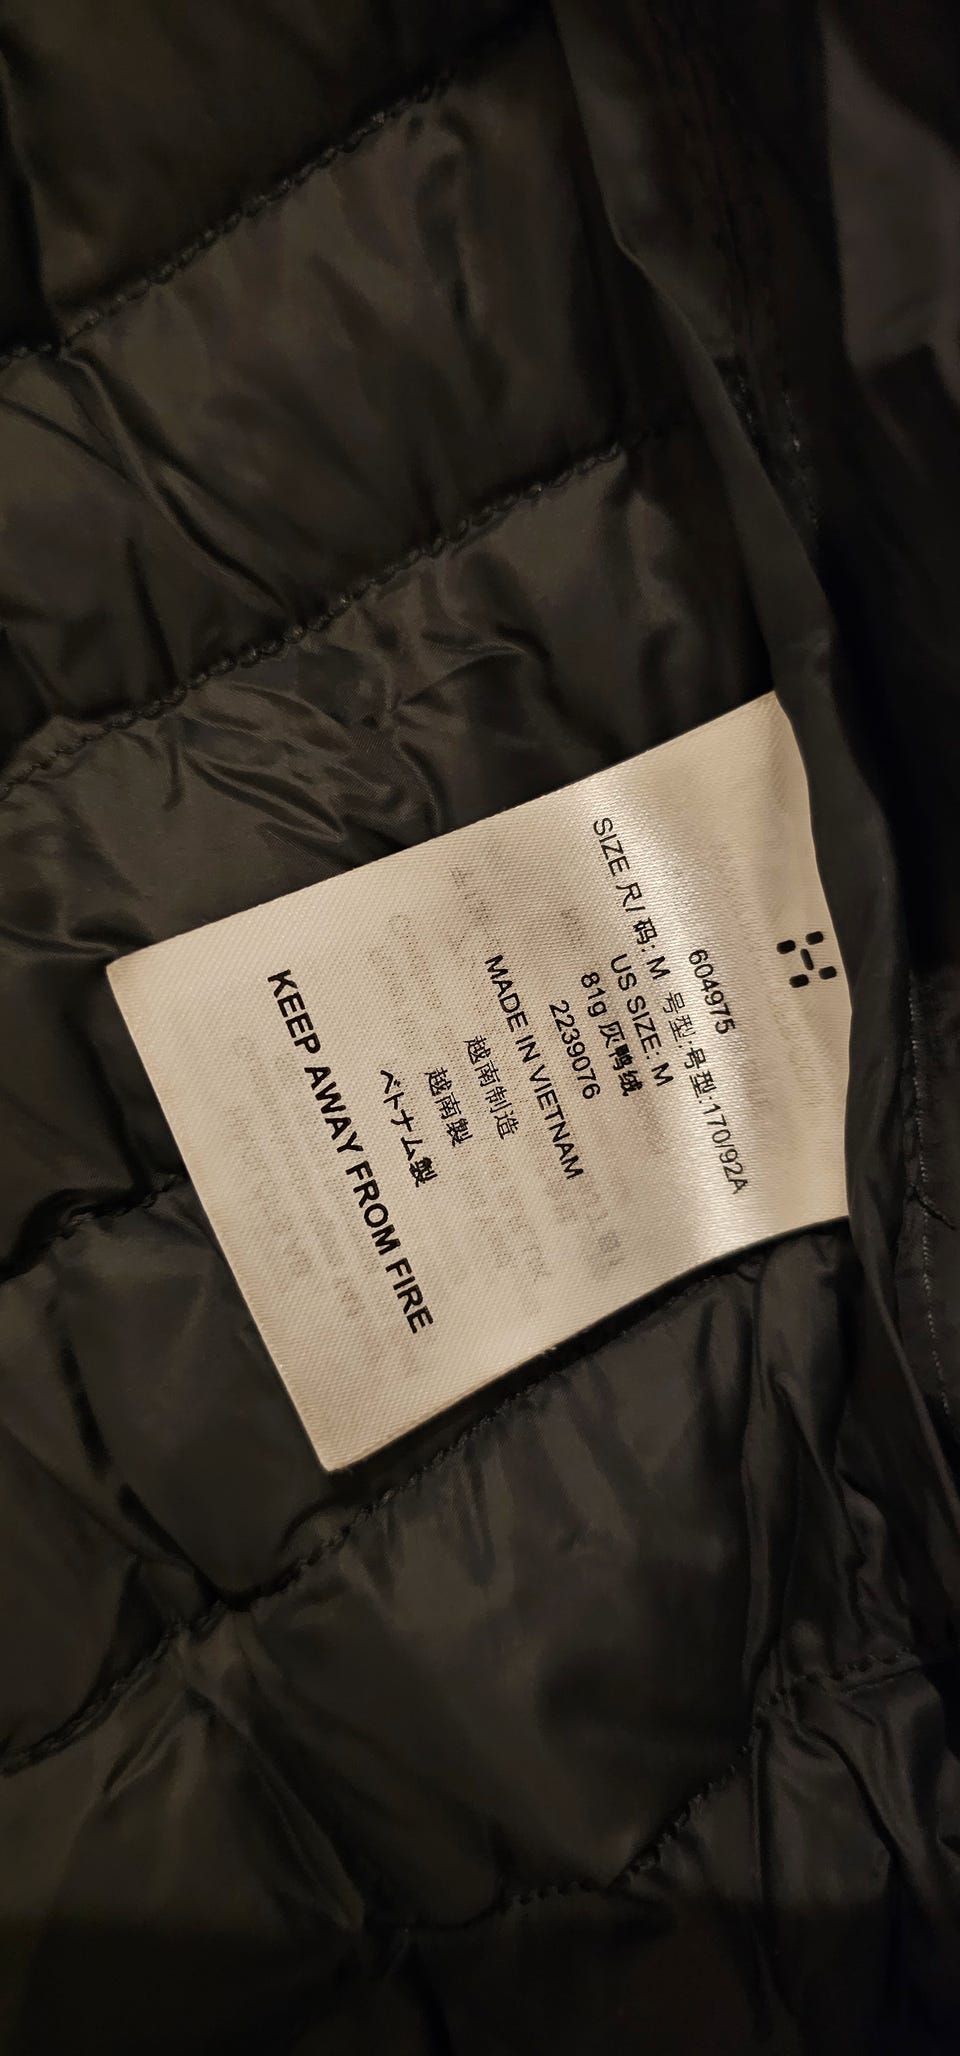 604975
SIZE 尺/ 码: M 号型:号型:170/92A
US SIZE: M
81g 灰鸭绒
2239076
MADE IN VIETNAM
越南制造
越南製
ベトナム製
KEEP AWAY FROM FIRE